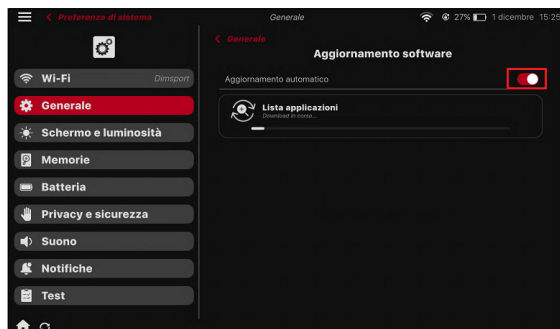 Preferenza di sistema
Generale
27%
1 dicembre 15:25
Generale
Aggiornamento software
Wi-Fi
Dimsport
Aggiornamento automatico
Generale
Lista applicazioni
Download in corso...
Schermo e luminosità
Memorie
Batteria
Privacy e sicurezza
Suono
Notifiche
Test